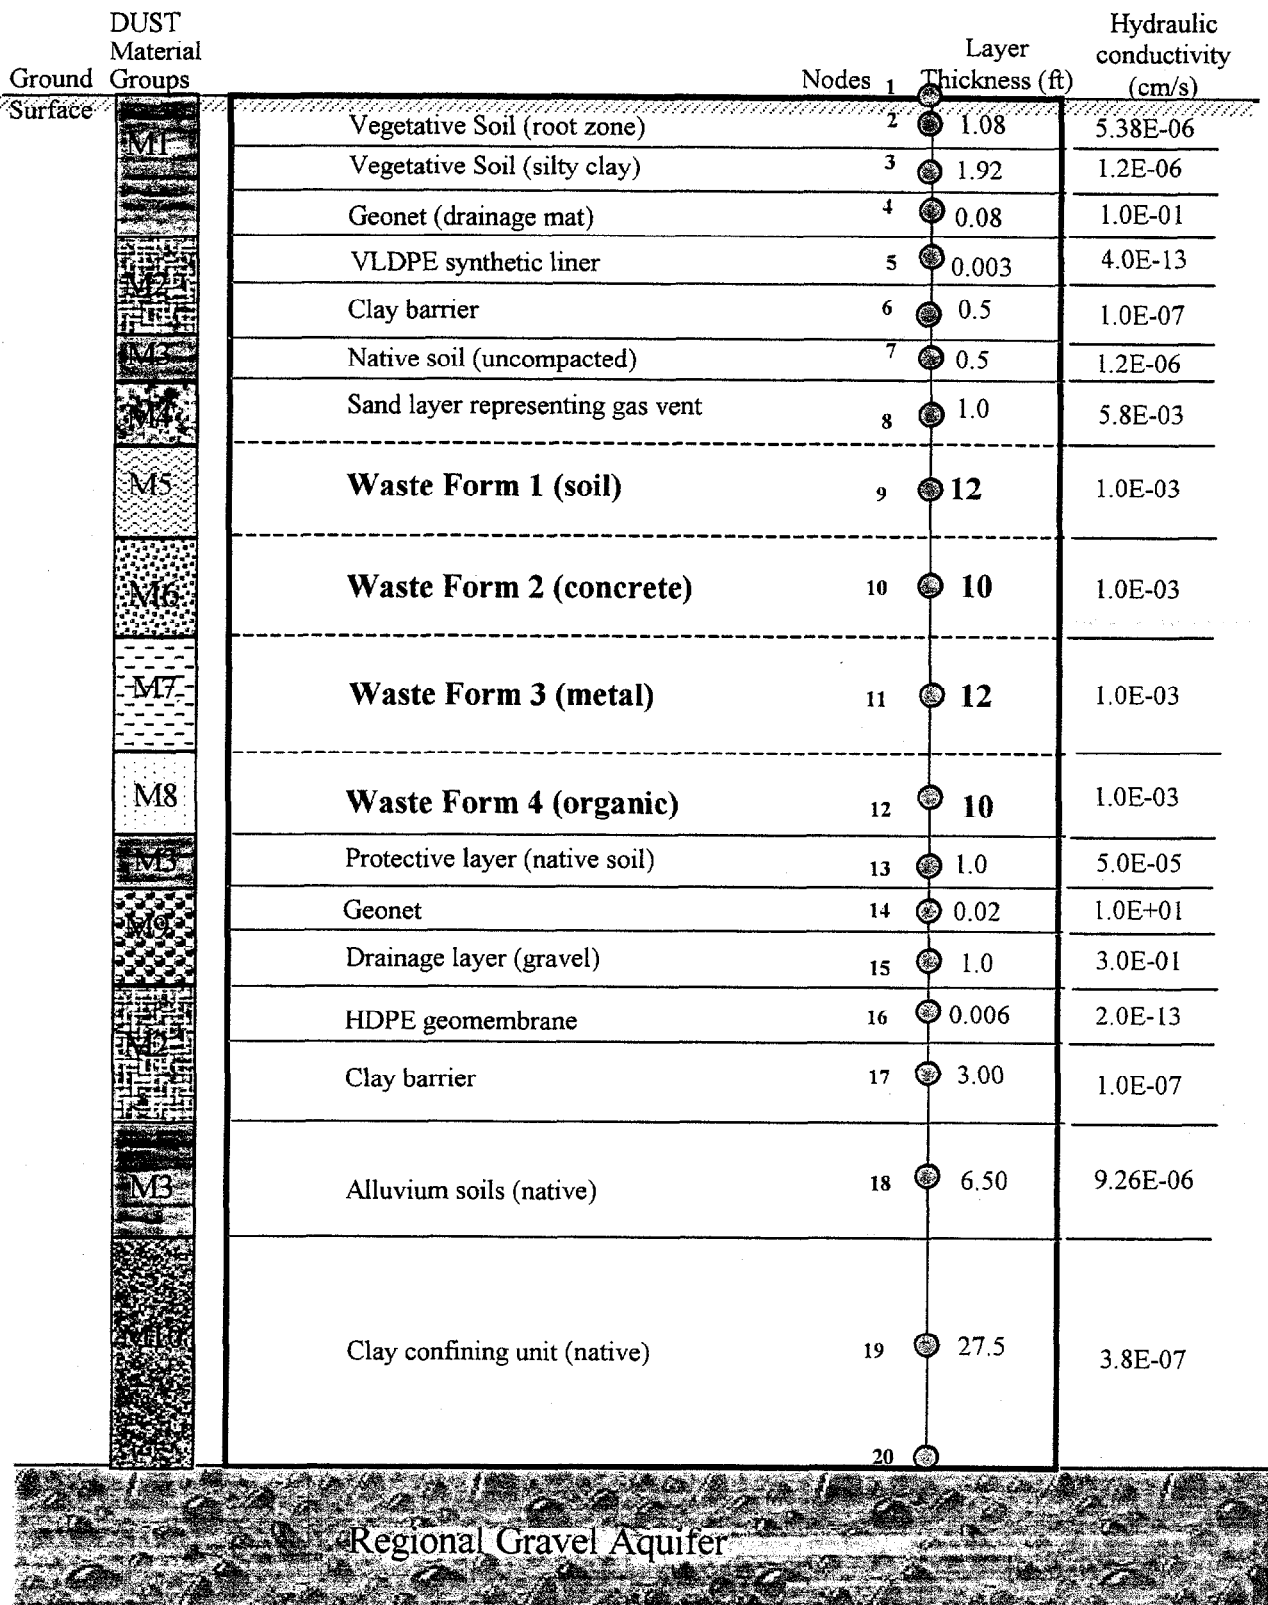 DUST
Material
Groups
Ground
Surface
Nodes
Layer
Thickness (ft)
Hydraulic
conductivity
(cm/s)
1
M1 Vegetative Soil (root zone) 2 1.08 5.38E-06
Vegetative Soil (silty clay) 3 1.92 1.2E-06
Geonet (drainage mat) 4 0.08 1.0E-01
M2 VLDPE synthetic liner 5 0.003 4.0E-13
Clay barrier 6 0.5 1.0E-07
M3 Native soil (uncompacted) 7 0.5 1.2E-06
M4 Sand layer representing gas vent 8 1.0 5.8E-03
M5 Waste Form 1 (soil) 9 12 1.0E-03
M6 Waste Form 2 (concrete) 10 10 1.0E-03
M7 Waste Form 3 (metal) 11 12 1.0E-03
M8 Waste Form 4 (organic) 12 10 1.0E-03
M3 Protective layer (native soil) 13 1.0 5.0E-05
M9 Geonet 14 0.02 1.0E+01
Drainage layer (gravel) 15 1.0 3.0E-01
M2 HDPE geomembrane 16 0.006 2.0E-13
Clay barrier 17 3.00 1.0E-07
M3 Alluvium soils (native) 18 6.50 9.26E-06
M10 Clay confining unit (native) 19 27.5 3.8E-07
20
Regional Gravel Aquifer